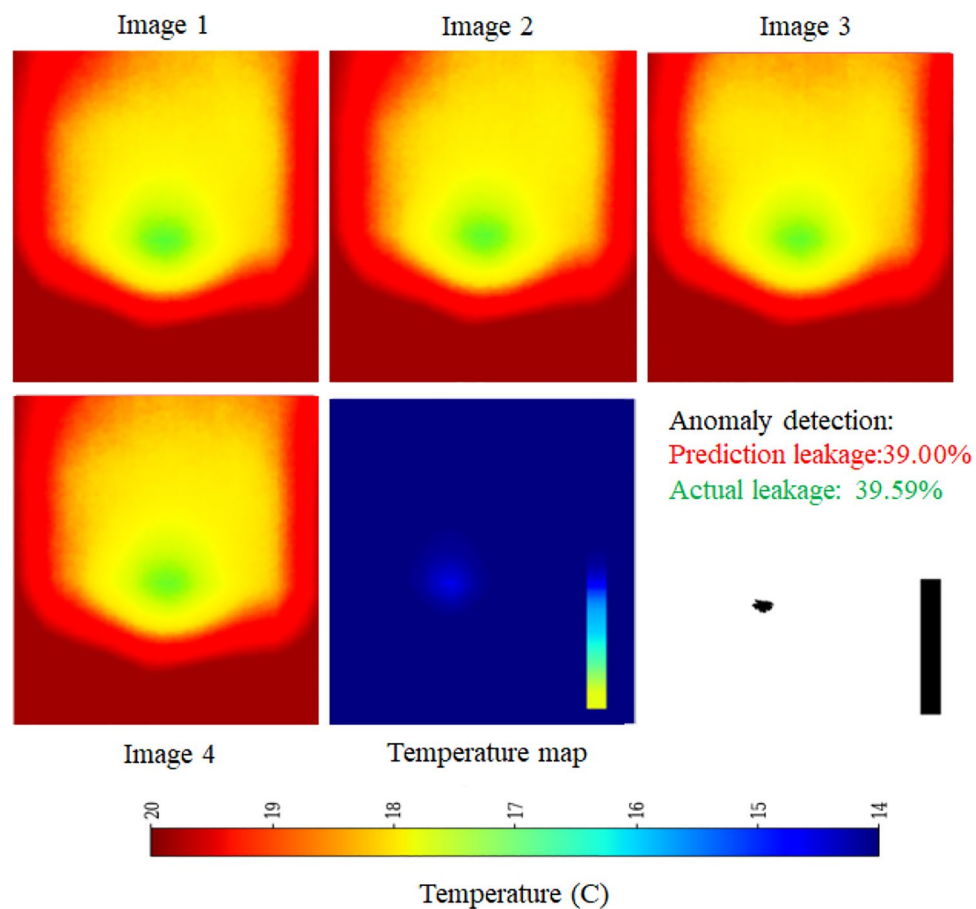 Image 1
Image 2
Image 3
Anomaly detection:
Prediction leakage:39.00%
Actual leakage: 39.59%
Image 4
Temperature map
20
19
18
17
16
15
14
Temperature (C)